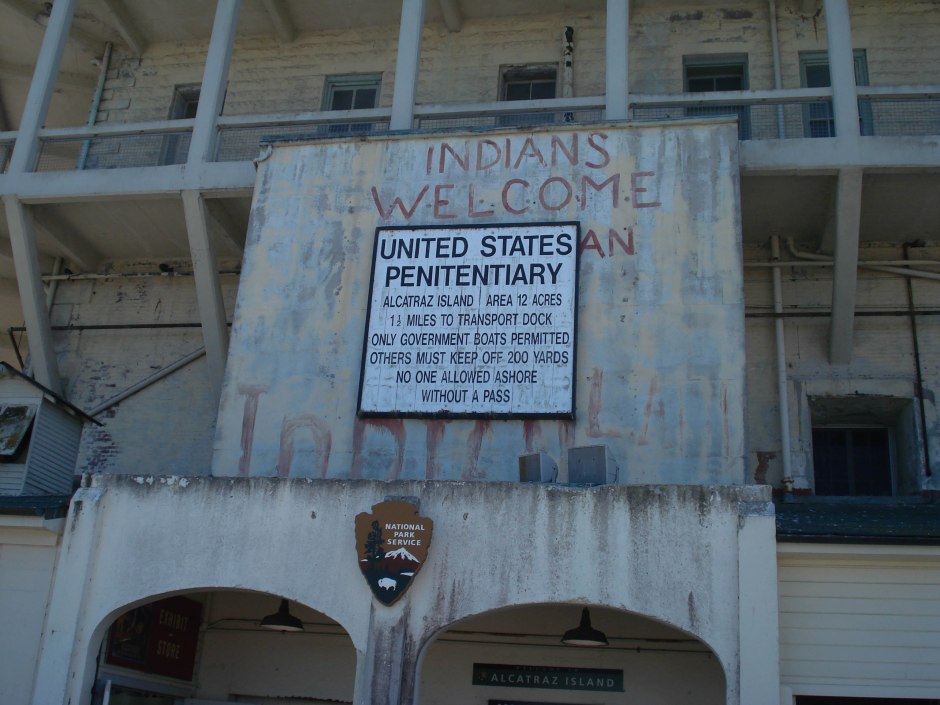 INDIANS
WELCOME
AN
UNITED STATES
PENITENTIARY
ALCATRAZ ISLAND AREA 12 ACRES
1½ MILES TO TRANSPORT DOCK
ONLY GOVERNMENT BOATS PERMITTED
OTHERS MUST KEEP OFF 200 YARDS
NO ONE ALLOWED ASHORE
WITHOUT A PASS
NATIONAL
PARK
SERVICE
EXHIBIT
STORE
ALCATRAZ ISLAND